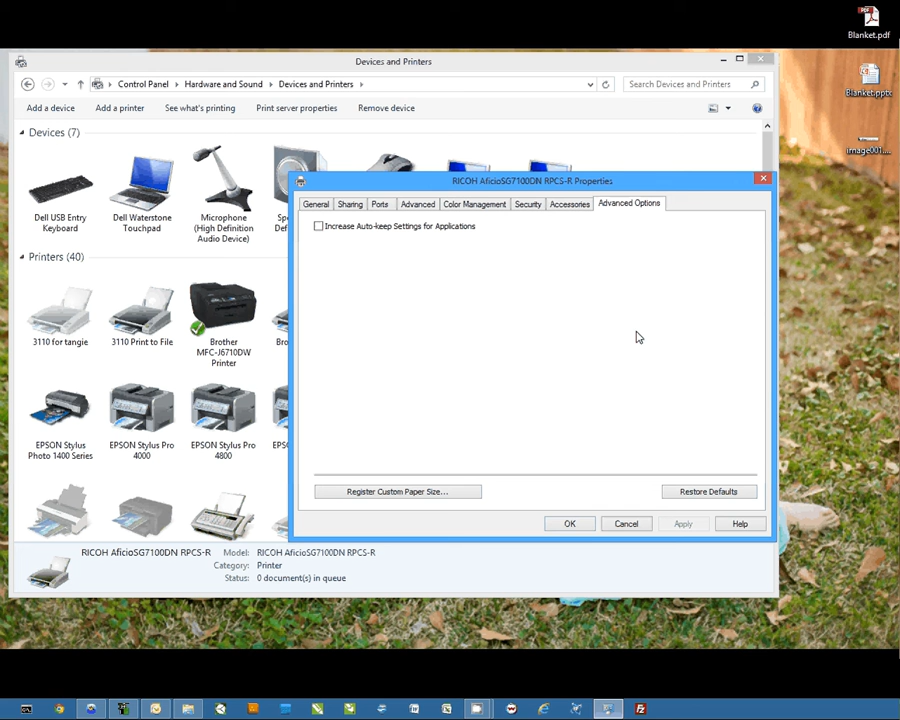 Blanket.pdf
Blanket.pptx
image001....
Devices and Printers
Control Panel
Hardware and Sound
Devices and Printers
Search Devices and Printers
Add a device
Add a printer
See what's printing
Print server properties
Remove device
Devices (7)
Dell USB Entry
Keyboard
Dell Waterstone
Touchpad
Microphone
(High Definition
Audio Device)
Printers (40)
3110 for tangie
3110 Print to File
Brother
MFC-J6710DW
Printer
EPSON Stylus
Photo 1400 Series
EPSON Stylus Pro
4000
EPSON Stylus Pro
4800
RICOH AficioSG7100DN RPCS-R Properties
General
Sharing
Ports
Advanced
Color Management
Security
Accessories
Advanced Options
Increase Auto-keep Settings for Applications
Register Custom Paper Size...
Restore Defaults
OK
Cancel
Apply
Help
RICOH AficioSG7100DN RPCS-R
Model: RICOH AficioSG7100DN RPCS-R
Category: Printer
Status: 0 document(s) in queue